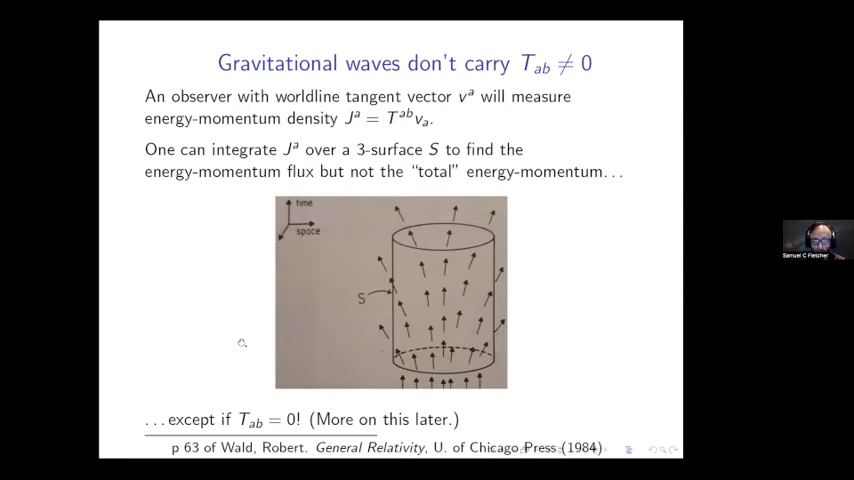 Gravitational waves don't carry T_ab ≠ 0
An observer with worldline tangent vector v^a will measure
energy-momentum density J^a = T^ab v_a.
One can integrate J^a over a 3-surface S to find the
energy-momentum flux but not the “total” energy-momentum...
time
space
S
...except if T_ab = 0! (More on this later.)
p 63 of Wald, Robert. General Relativity, U. of Chicago Press (1984)
Samuel C Fletcher